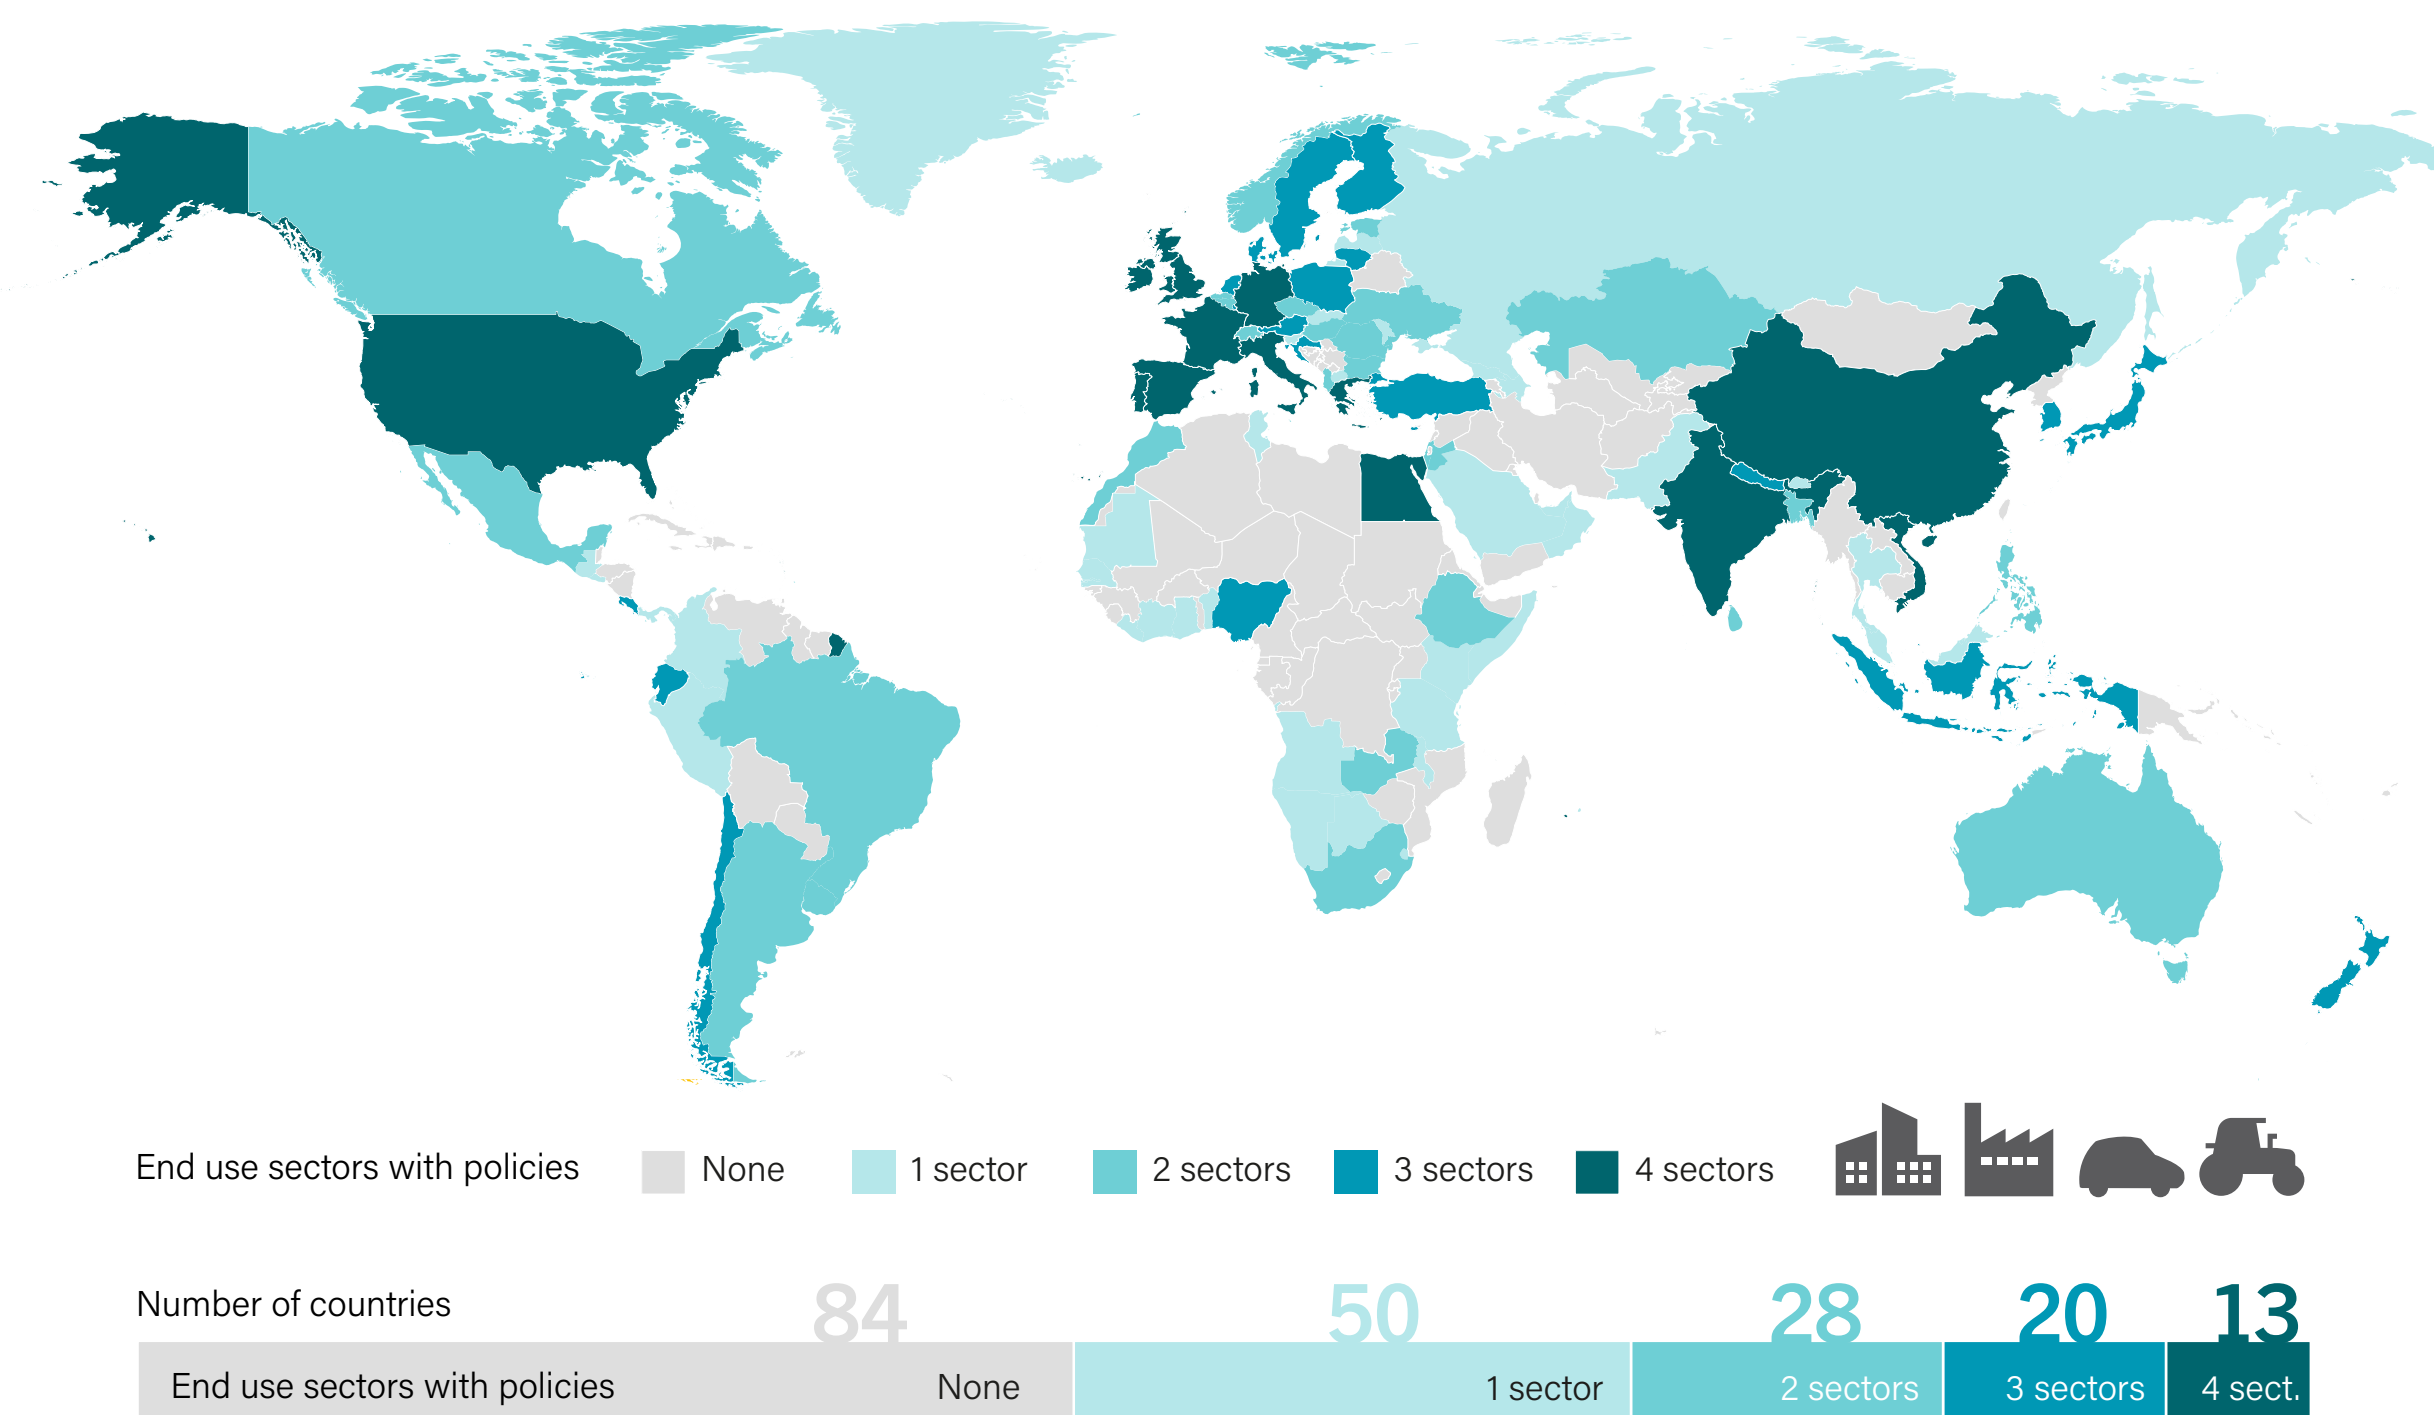 End use sectors with policies None 1 sector 2 sectors 3 sectors 4 sectors
Number of countries 84 50 28 20 13
End use sectors with policies None 1 sector 2 sectors 3 sectors 4 sect.